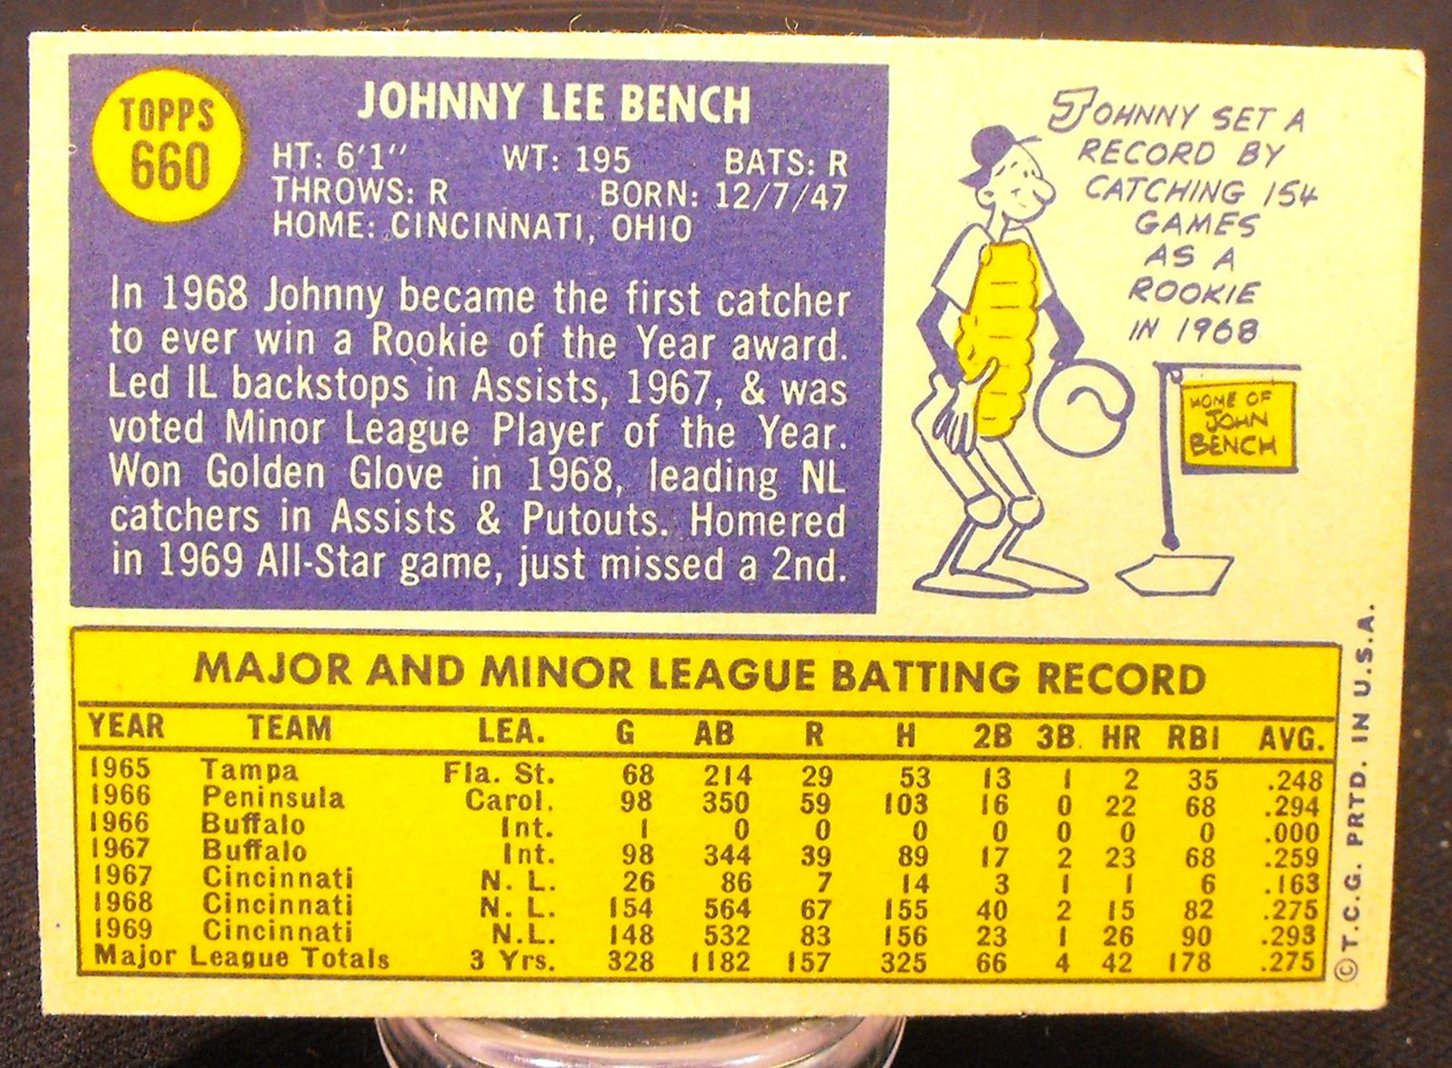 TOPPS
660
JOHNNY LEE BENCH
HT: 6'1" WT: 195 BATS: R
THROWS: R BORN: 12/7/47
HOME: CINCINNATI, OHIO
In 1968 Johnny became the first catcher
to ever win a Rookie of the Year award.
Led IL backstops in Assists, 1967, & was
voted Minor League Player of the Year.
Won Golden Glove in 1968, leading NL
catchers in Assists & Putouts. Homered
in 1969 All-Star game, just missed a 2nd.
JOHNNY SET A
RECORD BY
CATCHING 154
GAMES
AS A
ROOKIE
IN 1968
HOME OF
JOHN
BENCH
MAJOR AND MINOR LEAGUE BATTING RECORD
YEAR TEAM LEA. G AB R H 2B 3B. HR RBI AVG.
1965 Tampa Fla. St. 68 214 29 53 13 1 2 35 .248
1966 Peninsula Carol. 98 350 59 103 16 0 22 68 .294
1966 Buffalo Int. 1 0 0 0 0 0 0 0 .000
1967 Buffalo Int. 98 344 39 89 17 2 23 68 .259
1967 Cincinnati N. L. 26 86 7 14 3 1 1 6 .163
1968 Cincinnati N. L. 154 564 67 155 40 2 15 82 .275
1969 Cincinnati N.L. 148 532 83 156 23 1 26 90 .293
Major League Totals 3 Yrs. 328 1182 157 325 66 4 42 178 .275
© T.C.G. PRTD. IN U.S.A.